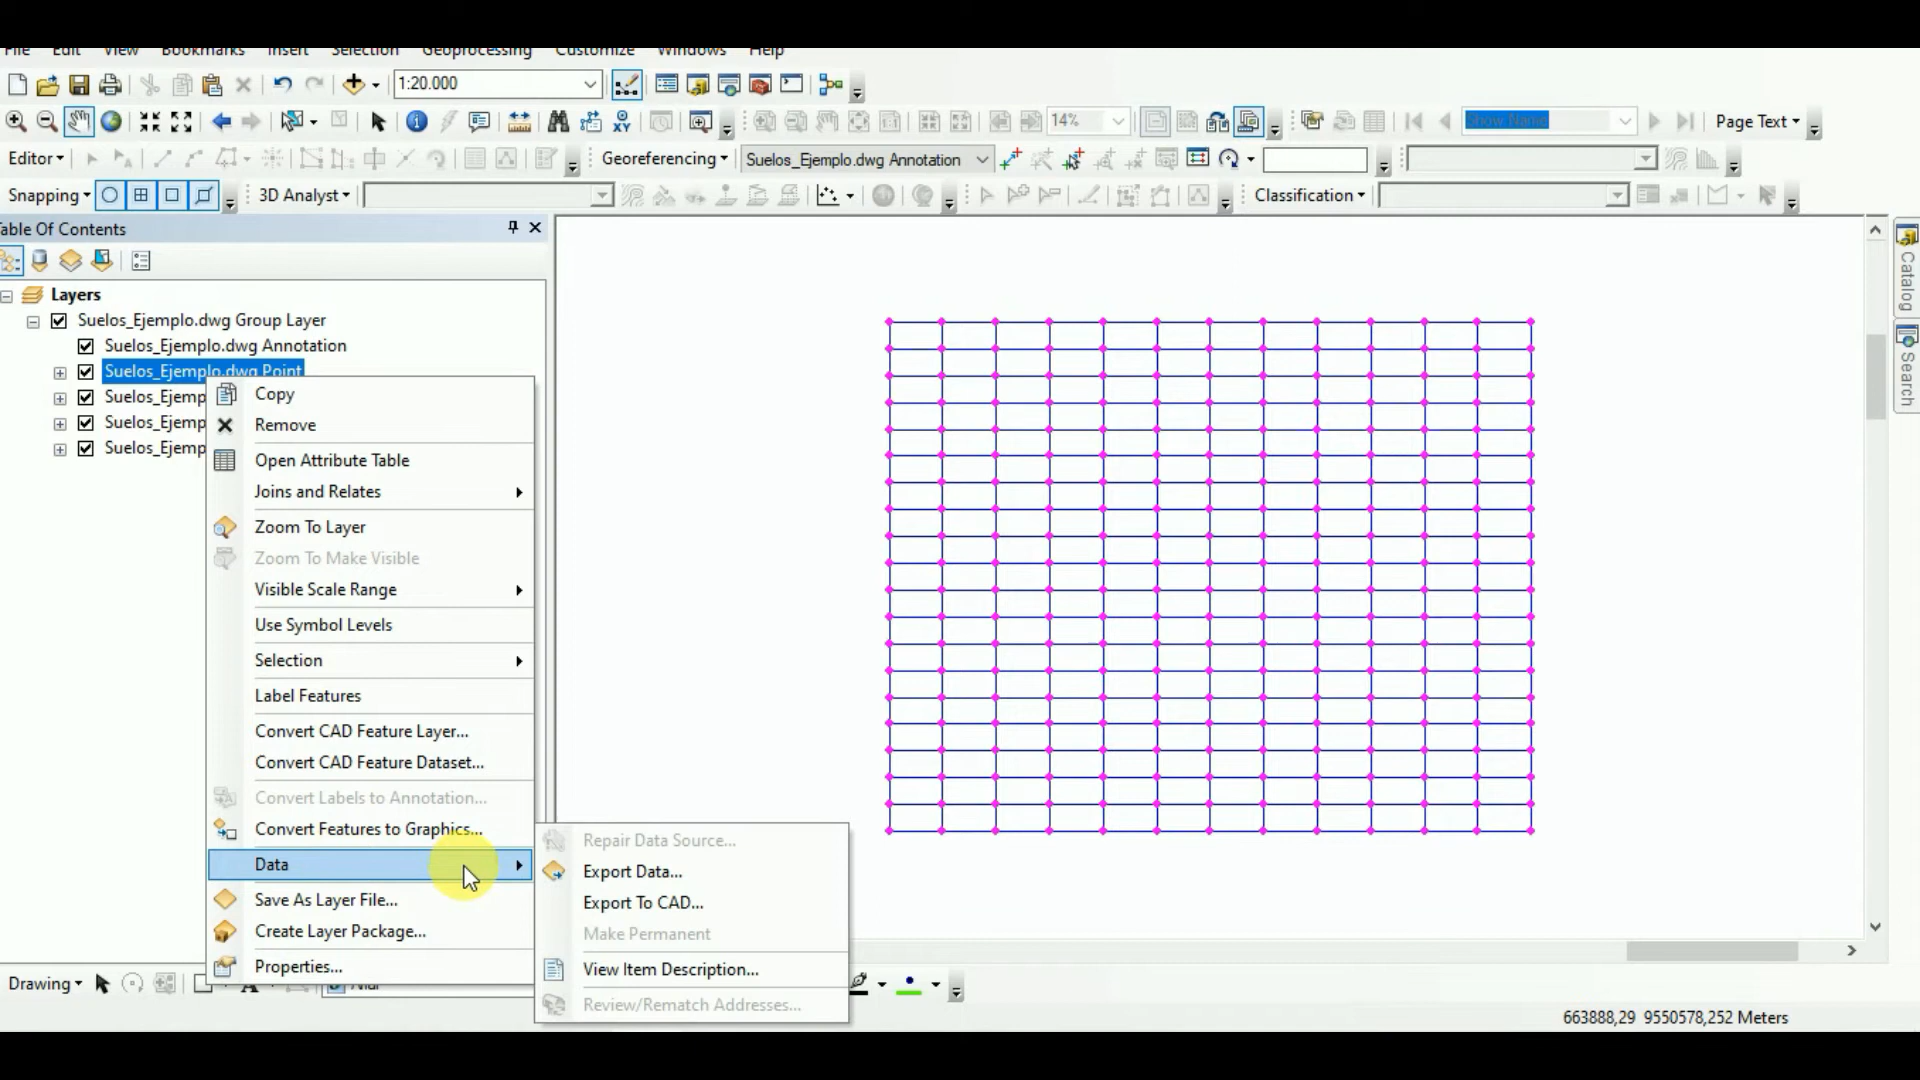 File Edit View Bookmarks Insert Selection Geoprocessing Customize Windows Help
1:20.000
14% Show Name Page Text
Editor Georeferencing Suelos_Ejemplo.dwg Annotation
Snapping 3D Analyst Classification
Table Of Contents
Layers
Suelos_Ejemplo.dwg Group Layer
Suelos_Ejemplo.dwg Annotation
Suelos_Ejemplo.dwg Point
Suelos_Ejemp
Suelos_Ejemp
Suelos_Ejemp
Copy
Remove
Open Attribute Table
Joins and Relates
Zoom To Layer
Zoom To Make Visible
Visible Scale Range
Use Symbol Levels
Selection
Label Features
Convert CAD Feature Layer...
Convert CAD Feature Dataset...
Convert Labels to Annotation...
Convert Features to Graphics...
Data
Save As Layer File...
Create Layer Package...
Properties...
Repair Data Source...
Export Data...
Export To CAD...
Make Permanent
View Item Description...
Review/Rematch Addresses...
Catalog
Search
Drawing A Arial
663888,29 9550578,252 Meters